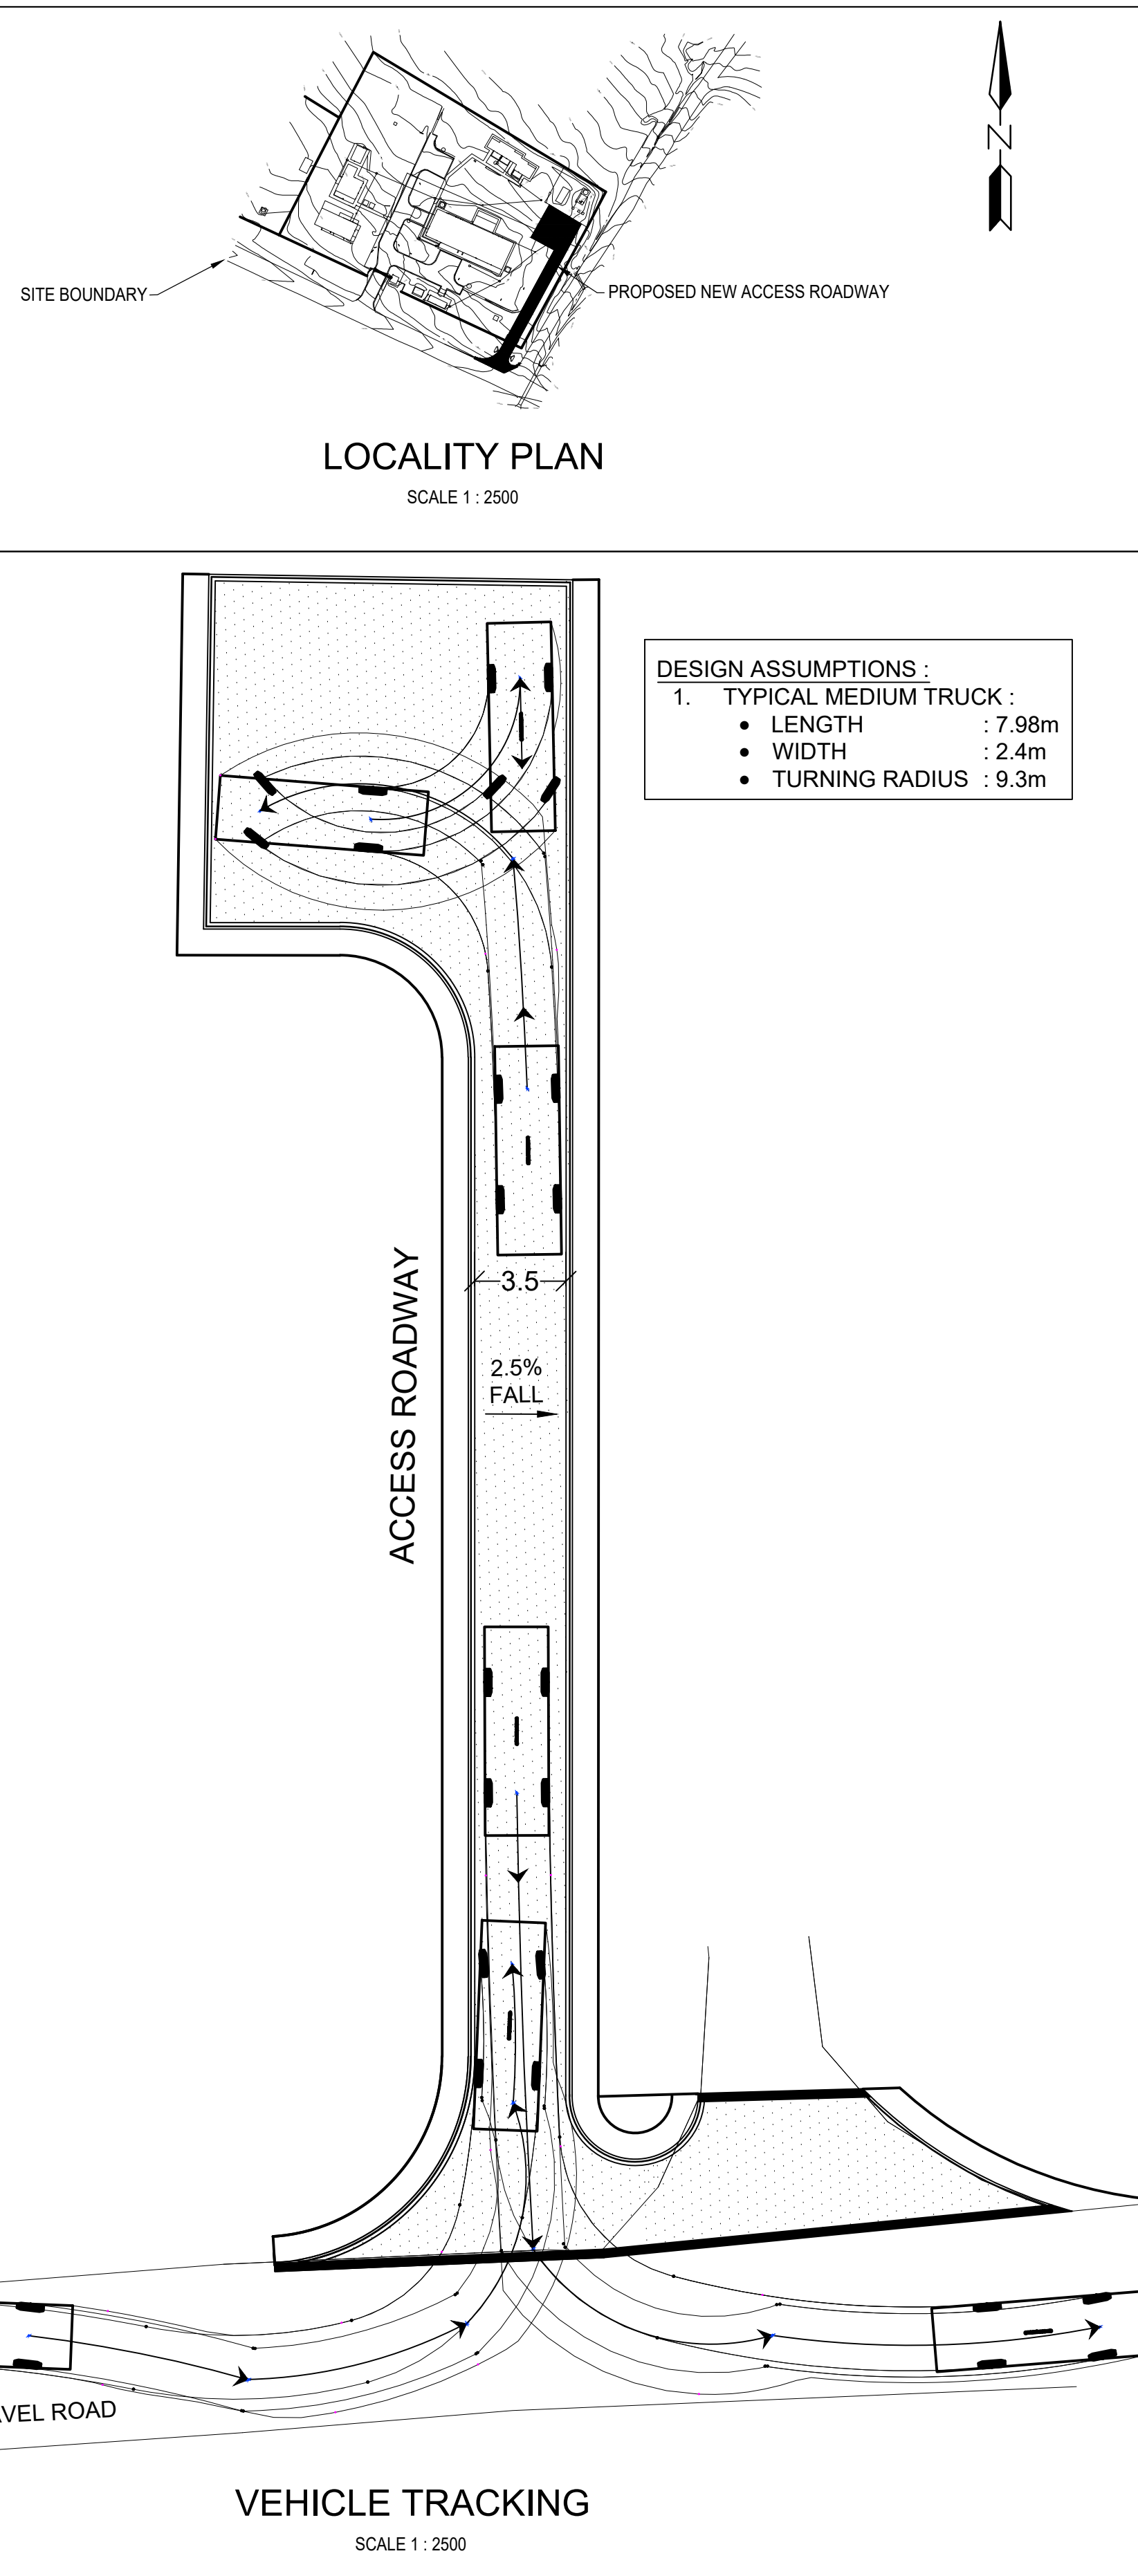 N
SITE BOUNDARY
PROPOSED NEW ACCESS ROADWAY
LOCALITY PLAN
SCALE 1 : 2500
DESIGN ASSUMPTIONS :
1. TYPICAL MEDIUM TRUCK :
• LENGTH : 7.98m
• WIDTH : 2.4m
• TURNING RADIUS : 9.3m
3.5
2.5%
FALL
ACCESS ROADWAY
AVEL ROAD
VEHICLE TRACKING
SCALE 1 : 2500